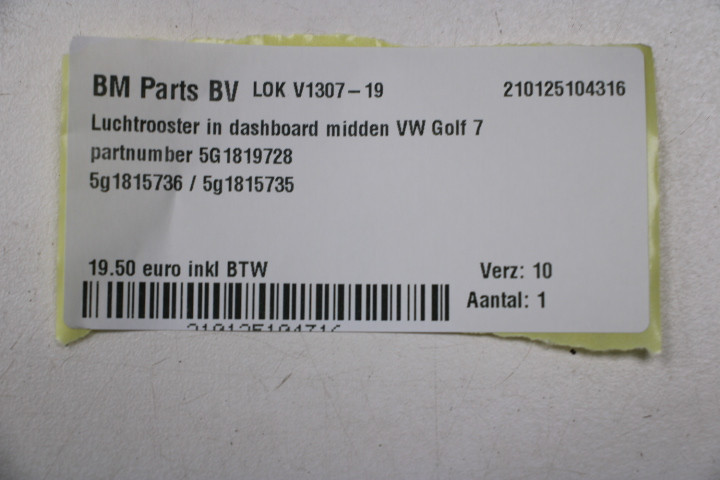 BM Parts BV LOK V1307-19 210125104316
Luchtrooster in dashboard midden VW Golf 7
partnumber 5G1819728
5g1815736 / 5g1815735
19.50 euro inkl BTW Verz: 10
Aantal: 1